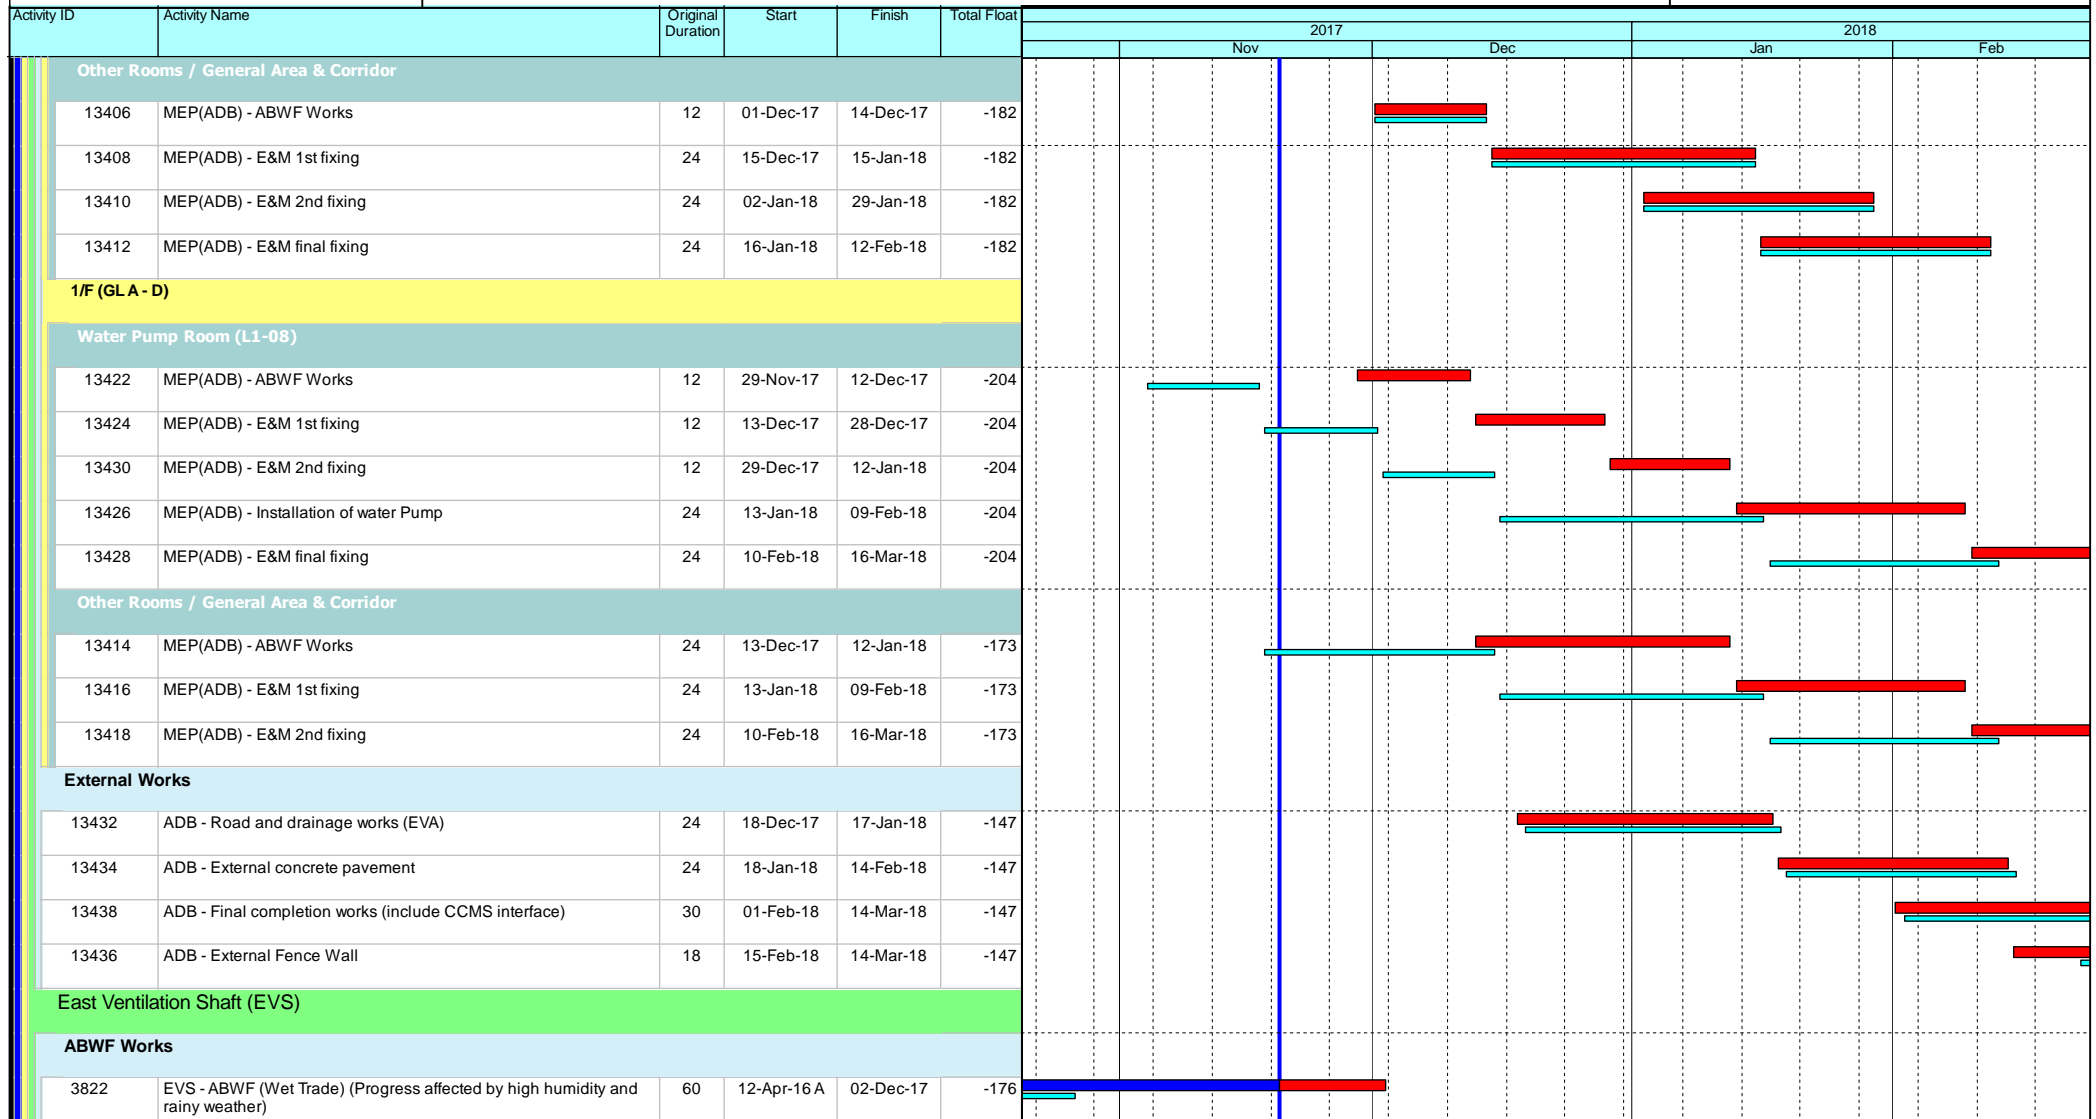 Activity ID Activity Name Original Duration Start Finish Total Float
2017 2018
Nov Dec Jan Feb
Other Rooms / General Area & Corridor
13406 MEP(ADB) - ABWF Works 12 01-Dec-17 14-Dec-17 -182
13408 MEP(ADB) - E&M 1st fixing 24 15-Dec-17 15-Jan-18 -182
13410 MEP(ADB) - E&M 2nd fixing 24 02-Jan-18 29-Jan-18 -182
13412 MEP(ADB) - E&M final fixing 24 16-Jan-18 12-Feb-18 -182
1/F (GL A - D)
Water Pump Room (L1-08)
13422 MEP(ADB) - ABWF Works 12 29-Nov-17 12-Dec-17 -204
13424 MEP(ADB) - E&M 1st fixing 12 13-Dec-17 28-Dec-17 -204
13430 MEP(ADB) - E&M 2nd fixing 12 29-Dec-17 12-Jan-18 -204
13426 MEP(ADB) - Installation of water Pump 24 13-Jan-18 09-Feb-18 -204
13428 MEP(ADB) - E&M final fixing 24 10-Feb-18 16-Mar-18 -204
Other Rooms / General Area & Corridor
13414 MEP(ADB) - ABWF Works 24 13-Dec-17 12-Jan-18 -173
13416 MEP(ADB) - E&M 1st fixing 24 13-Jan-18 09-Feb-18 -173
13418 MEP(ADB) - E&M 2nd fixing 24 10-Feb-18 16-Mar-18 -173
External Works
13432 ADB - Road and drainage works (EVA) 24 18-Dec-17 17-Jan-18 -147
13434 ADB - External concrete pavement 24 18-Jan-18 14-Feb-18 -147
13438 ADB - Final completion works (include CCMS interface) 30 01-Feb-18 14-Mar-18 -147
13436 ADB - External Fence Wall 18 15-Feb-18 14-Mar-18 -147
East Ventilation Shaft (EVS)
ABWF Works
3822 EVS - ABWF (Wet Trade) (Progress affected by high humidity and 60 12-Apr-16 A 02-Dec-17 -176
rainy weather)